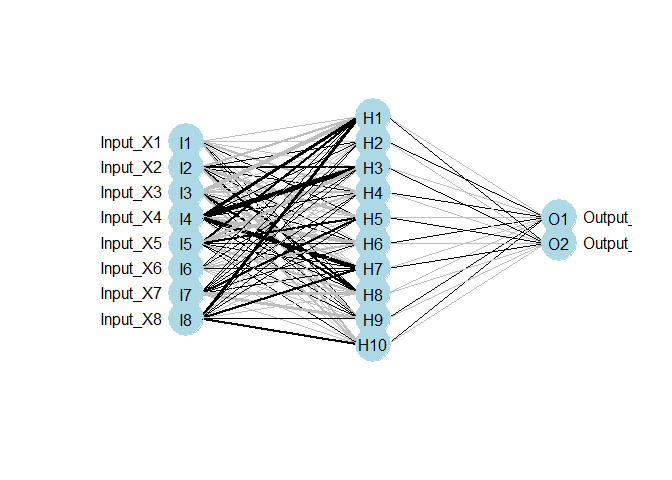 Input_X1 I1
Input_X2 I2
Input_X3 I3
Input_X4 I4
Input_X5 I5
Input_X6 I6
Input_X7 I7
Input_X8 I8
H1
H2
H3
H4
H5
H6
H7
H8
H9
H10
O1 Output_
O2 Output_